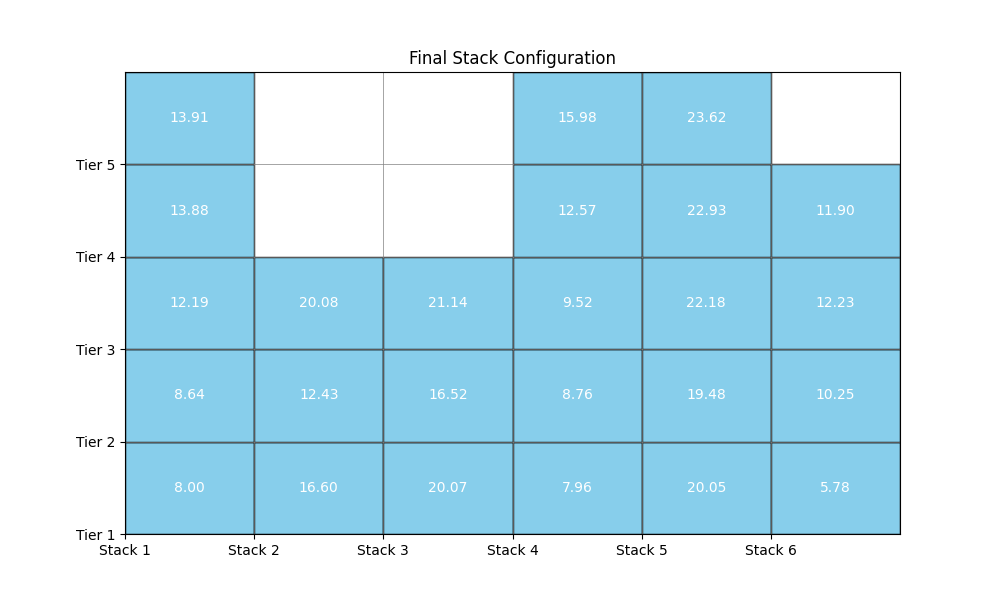 Final Stack Configuration
13.91 15.98 23.62
Tier 5
13.88 12.57 22.93 11.90
Tier 4
12.19 20.08 21.14 9.52 22.18 12.23
Tier 3
8.64 12.43 16.52 8.76 19.48 10.25
Tier 2
8.00 16.60 20.07 7.96 20.05 5.78
Tier 1
Stack 1 Stack 2 Stack 3 Stack 4 Stack 5 Stack 6